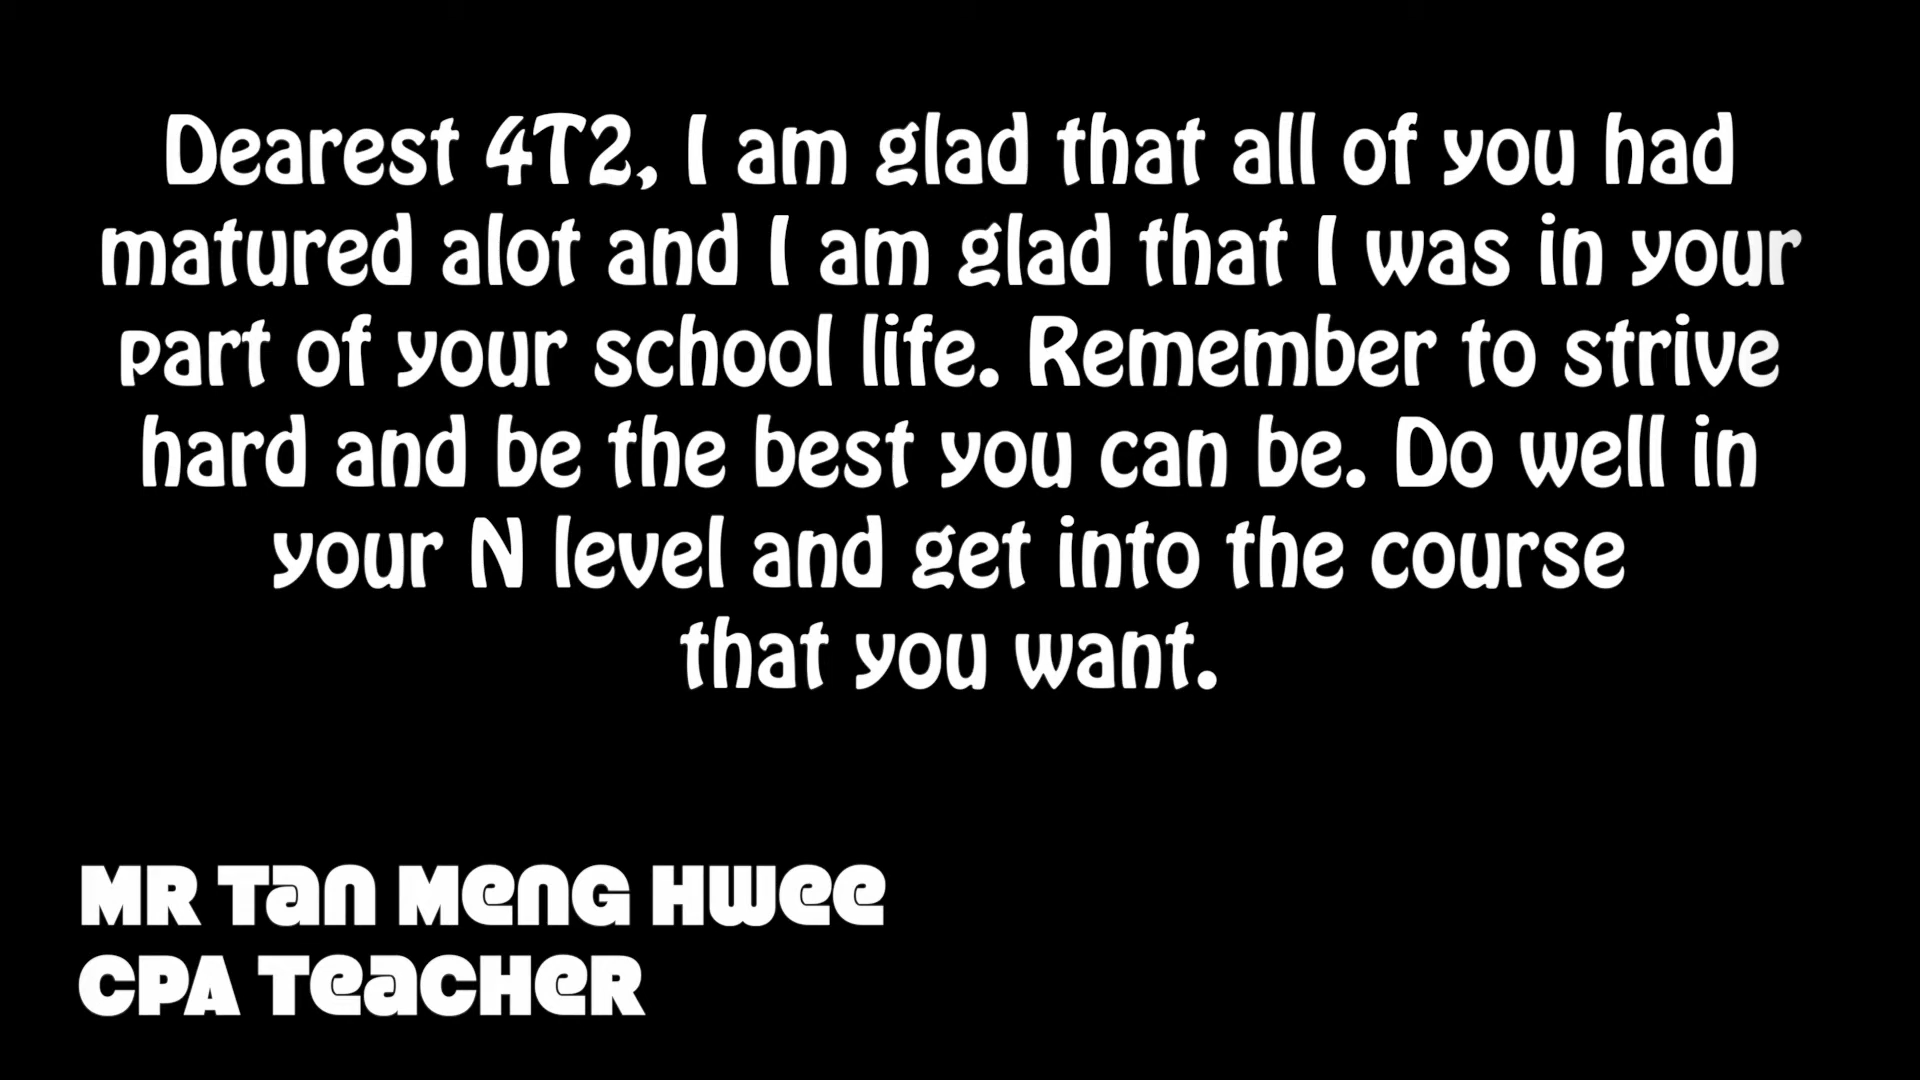 Dearest 4T2, I am glad that all of you had
matured alot and I am glad that I was in your
part of your school life. Remember to strive
hard and be the best you can be. Do well in
your N level and get into the course
that you want.
MR Tan Meng Hwee
CPA Teacher